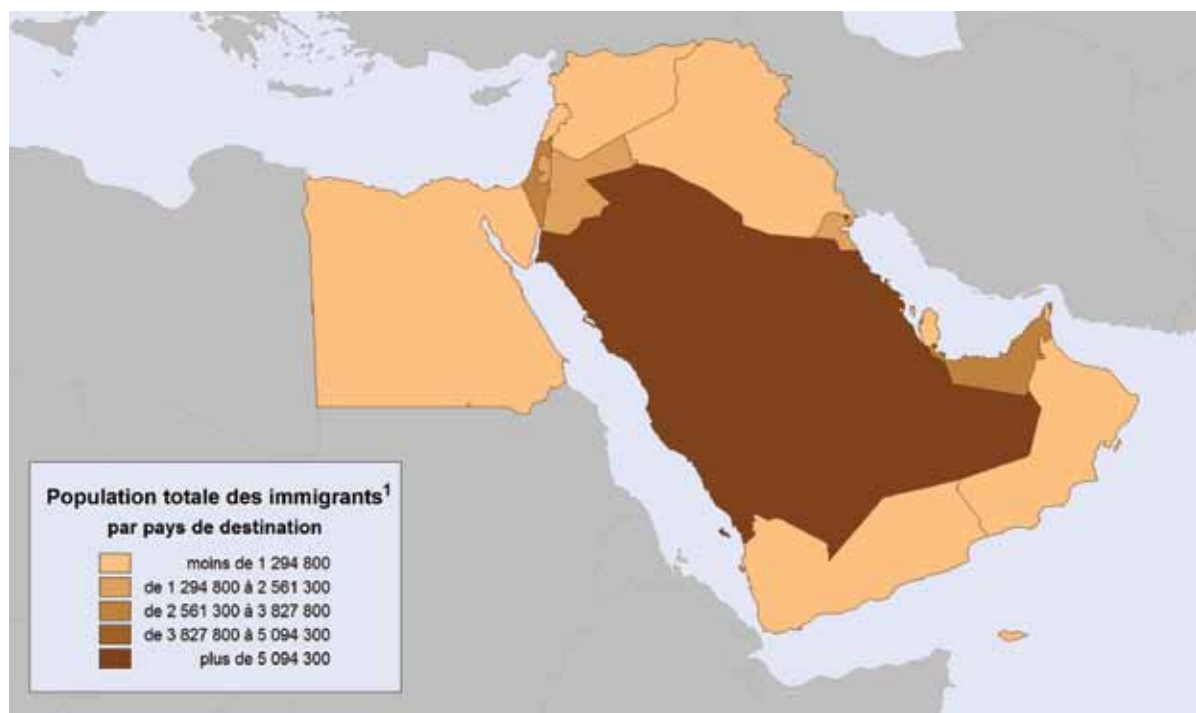 Population totale des immigrants¹
par pays de destination
moins de 1 294 800
de 1 294 800 à 2 561 300
de 2 561 300 à 3 827 800
de 3 827 800 à 5 094 300
plus de 5 094 300